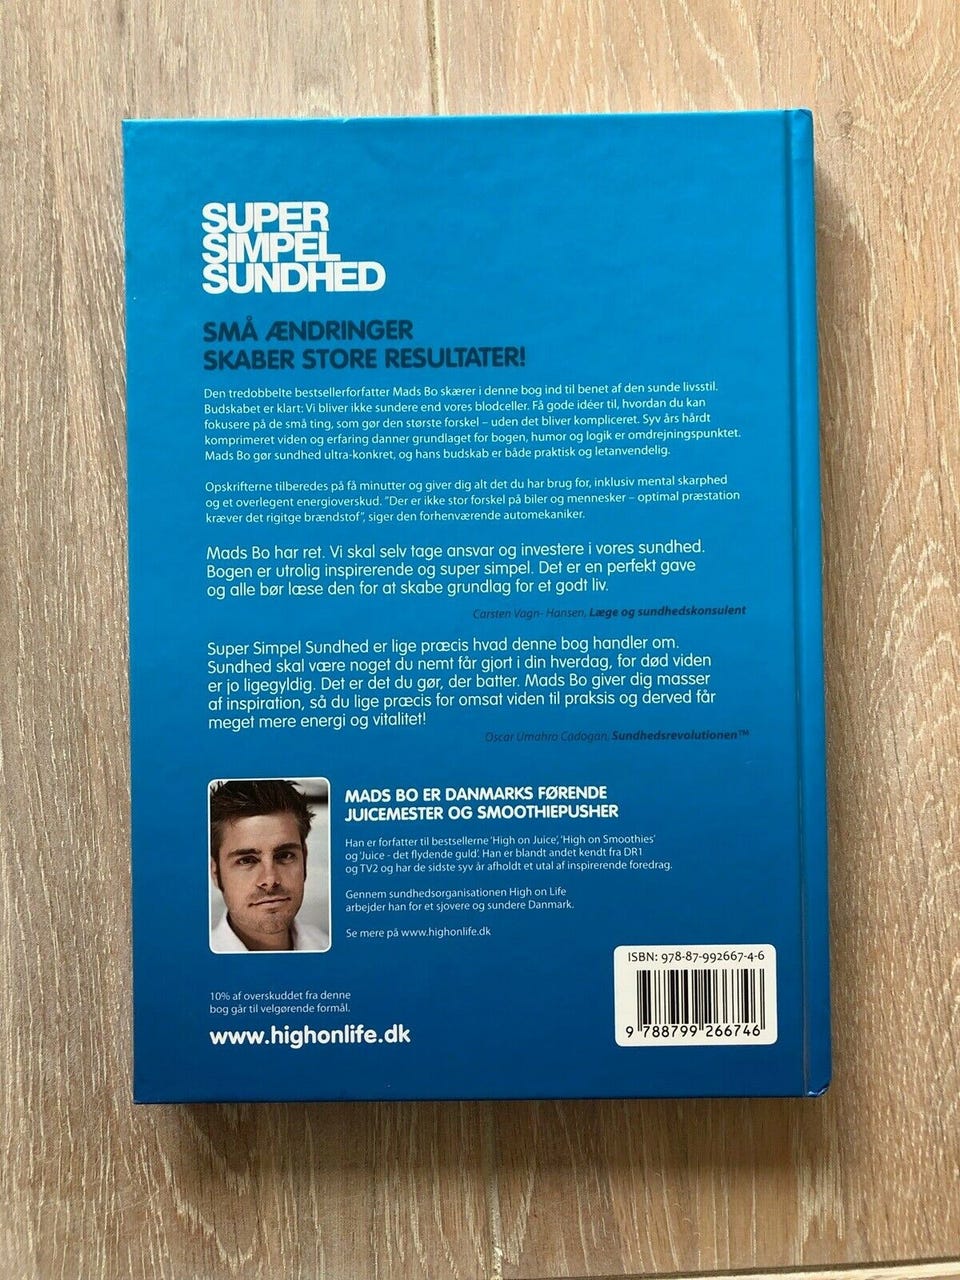 SUPER
SIMPEL
SUNDHED
SMÅ ÆNDRINGER
SKABER STORE RESULTATER!
Den tredobbelte bestsellerforfatter Mads Bo skærer i denne bog ind til benet af den sunde livsstil.
Budskabet er klart: Vi bliver ikke sundere end vores blodceller. Få gode idéer til, hvordan du kan
fokusere på de små ting, som gør den største forskel – uden det bliver kompliceret. Syv års hårdt
komprimeret viden og erfaring danner grundlaget for bogen, humor og logik er omdrejningspunktet.
Mads Bo gør sundhed ultra-konkret, og hans budskab er både praktisk og letanvendelig.
Opskrifterne tilberedes på få minutter og giver dig alt det du har brug for, inklusiv mental skarphed
og et overlegent energioverskud. "Der er ikke stor forskel på biler og mennesker – optimal præstation
kræver det rigitge brændstof", siger den forhenværende automekaniker.
Mads Bo har ret. Vi skal selv tage ansvar og investere i vores sundhed.
Bogen er utrolig inspirerende og super simpel. Det er en perfekt gave
og alle bør læse den for at skabe grundlag for et godt liv.
Carsten Vagn- Hansen, Læge og sundhedskonsulent
Super Simpel Sundhed er lige præcis hvad denne bog handler om.
Sundhed skal være noget du nemt får gjort i din hverdag, for død viden
er jo ligegyldig. Det er det du gør, der batter. Mads Bo giver dig masser
af inspiration, så du lige præcis for omsat viden til praksis og derved får
meget mere energi og vitalitet!
Oscar Umahro Cadogan, Sundhedsrevolutionen™
MADS BO ER DANMARKS FØRENDE
JUICEMESTER OG SMOOTHIEPUSHER
Han er forfatter til bestsellerne 'High on Juice', 'High on Smoothies'
og 'Juice - det flydende guld'. Han er blandt andet kendt fra DR1
og TV2 og har de sidste syv år afholdt et utal af inspirerende foredrag.
Gennem sundhedsorganisationen High on Life
arbejder han for et sjovere og sundere Danmark.
Se mere på www.highonlife.dk
10% af overskuddet fra denne
bog går til velgørende formål.
www.highonlife.dk
ISBN: 978-87-992667-4-6
9 788799 266746